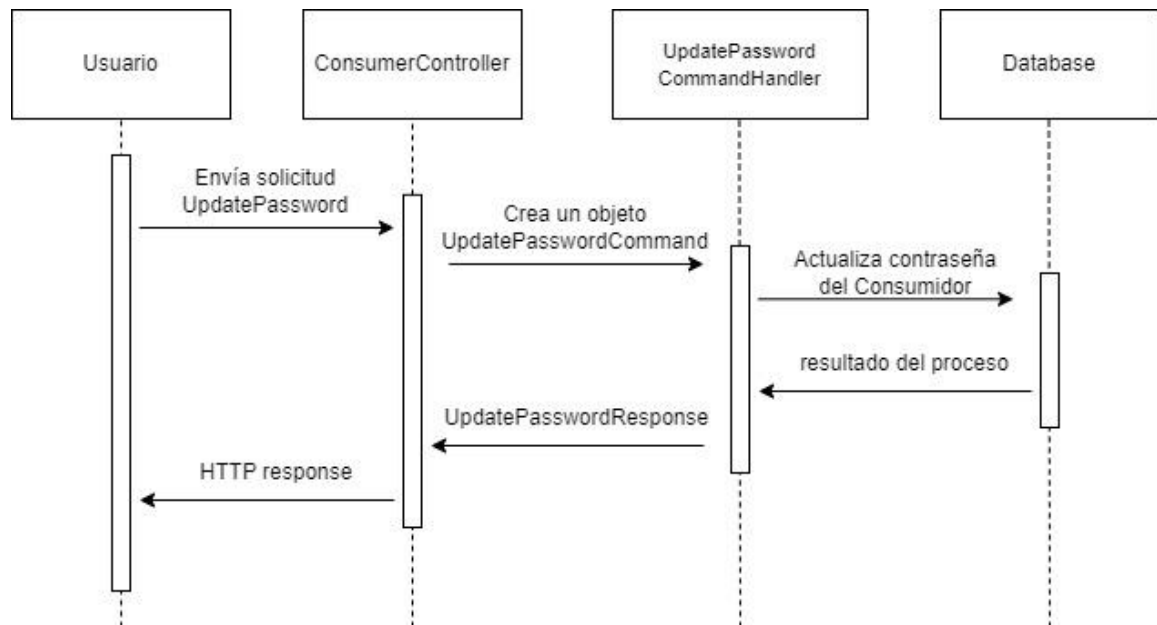 Usuario
ConsumerController
UpdatePassword
CommandHandler
Database
Envía solicitud
UpdatePassword
Crea un objeto
UpdatePasswordCommand
Actualiza contraseña
del Consumidor
resultado del proceso
UpdatePasswordResponse
HTTP response